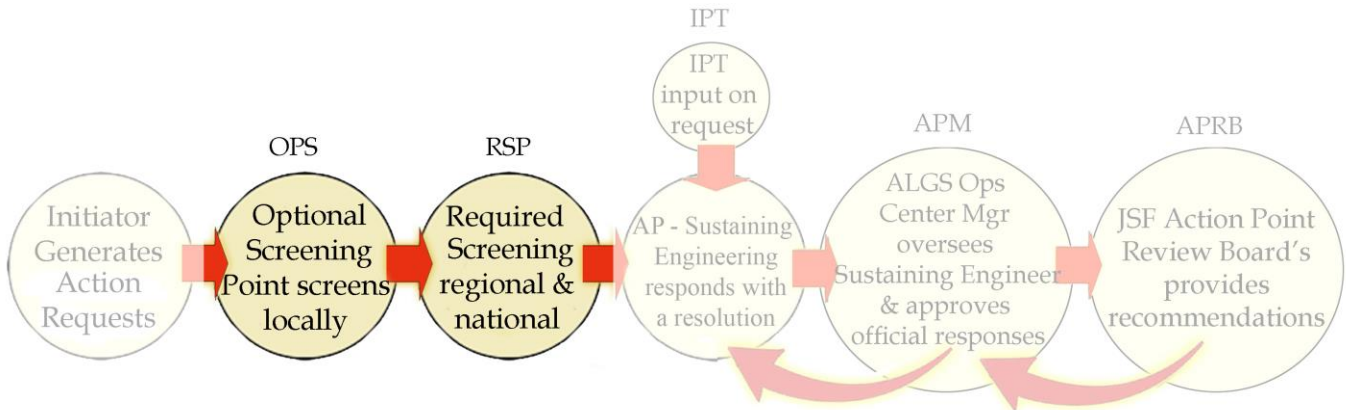 IPT
IPT
input on
request
OPS
RSP
APM
APRB
Initiator
Generates
Action
Requests
Optional
Screening
Point screens
locally
Required
Screening
regional &
national
AP - Sustaining
Engineering
responds with
a resolution
ALGS Ops
Center Mgr
oversees
Sustaining Engineer
& approves
official responses
JSF Action Point
Review Board's
provides
recommendations